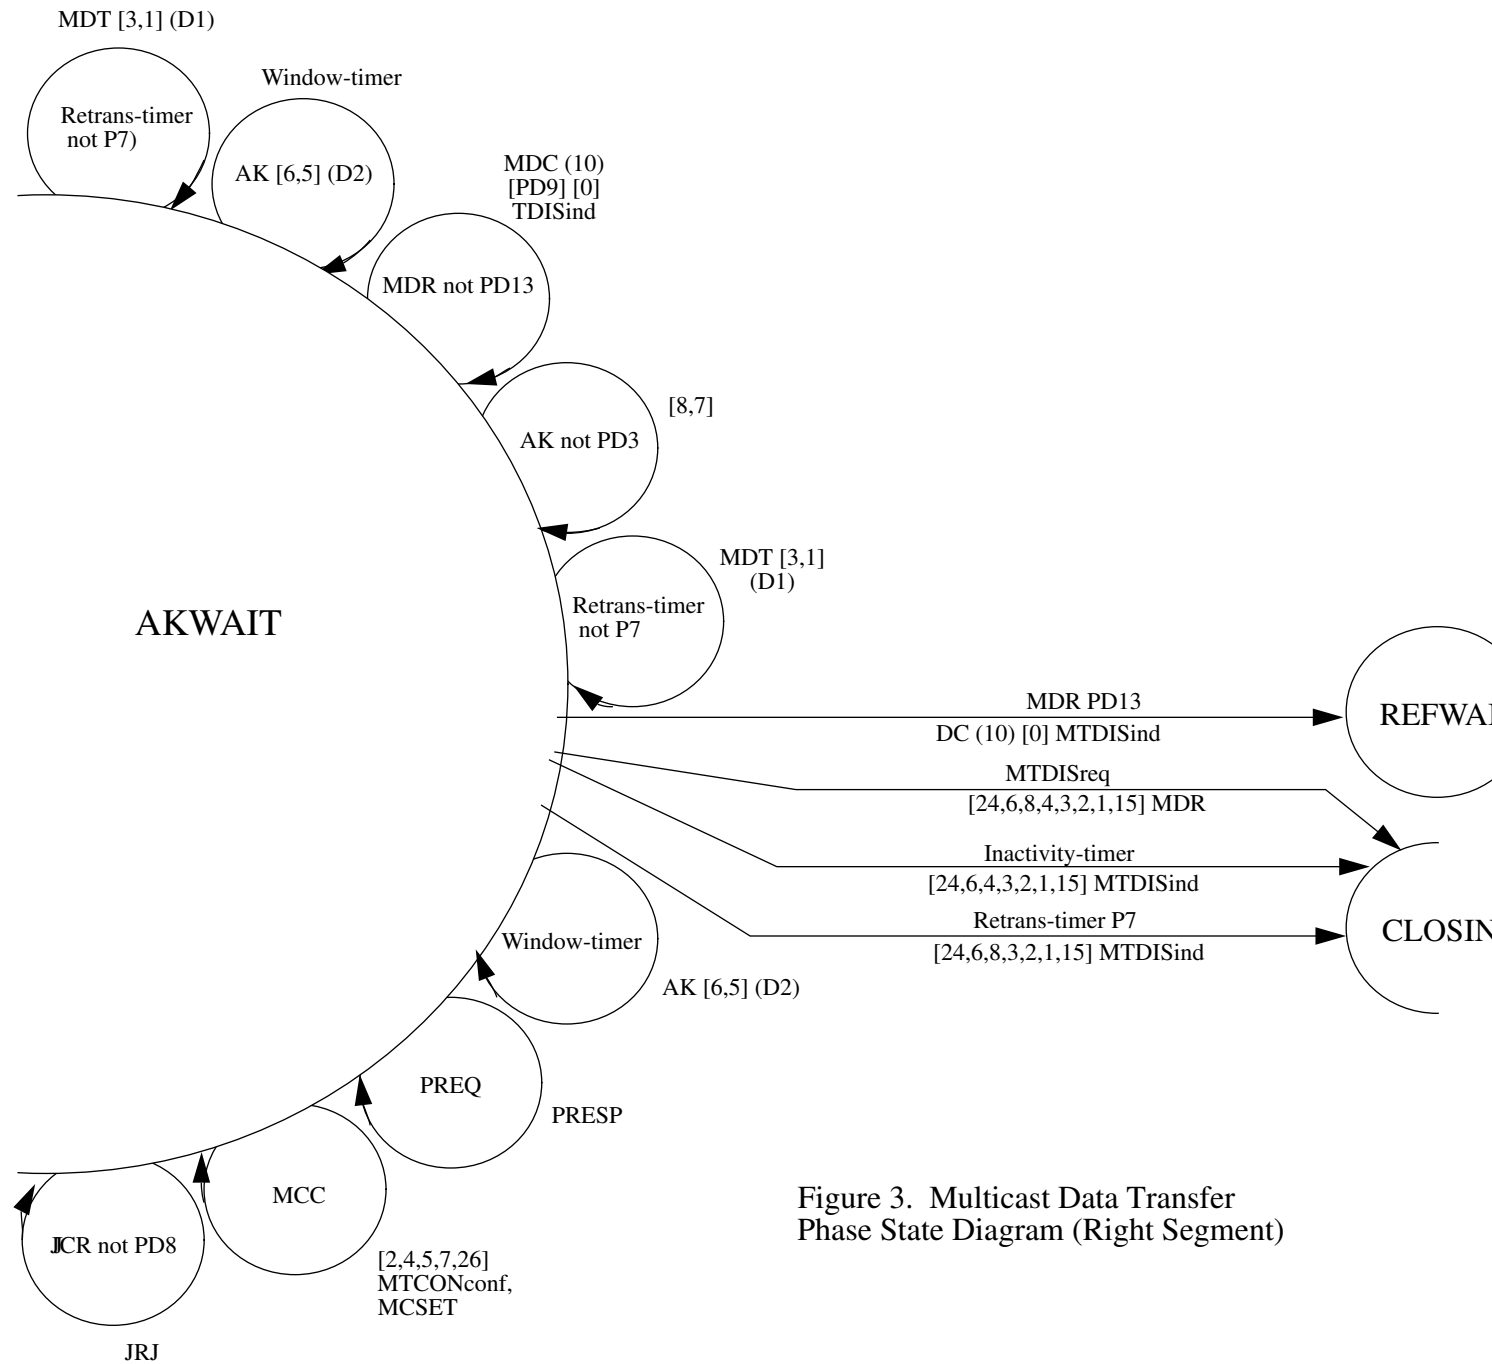 MDT [3,1] (D1)
Retrans-timer
not P7)
Window-timer
AK [6,5] (D2)
MDC (10)
[PD9] [0]
TDISind
MDR not PD13
[8,7]
AK not PD3
MDT [3,1]
(D1)
Retrans-timer
not P7
AKWAIT
MDR PD13
DC (10) [0] MTDISind
REFWAI
MTDISreq
[24,6,8,4,3,2,1,15] MDR
Inactivity-timer
[24,6,4,3,2,1,15] MTDISind
Retrans-timer P7
[24,6,8,3,2,1,15] MTDISind
CLOSIN
Window-timer
AK [6,5] (D2)
PREQ
PRESP
MCC
[2,4,5,7,26]
MTCONconf,
MCSET
JCR not PD8
JRJ
Figure 3. Multicast Data Transfer
Phase State Diagram (Right Segment)